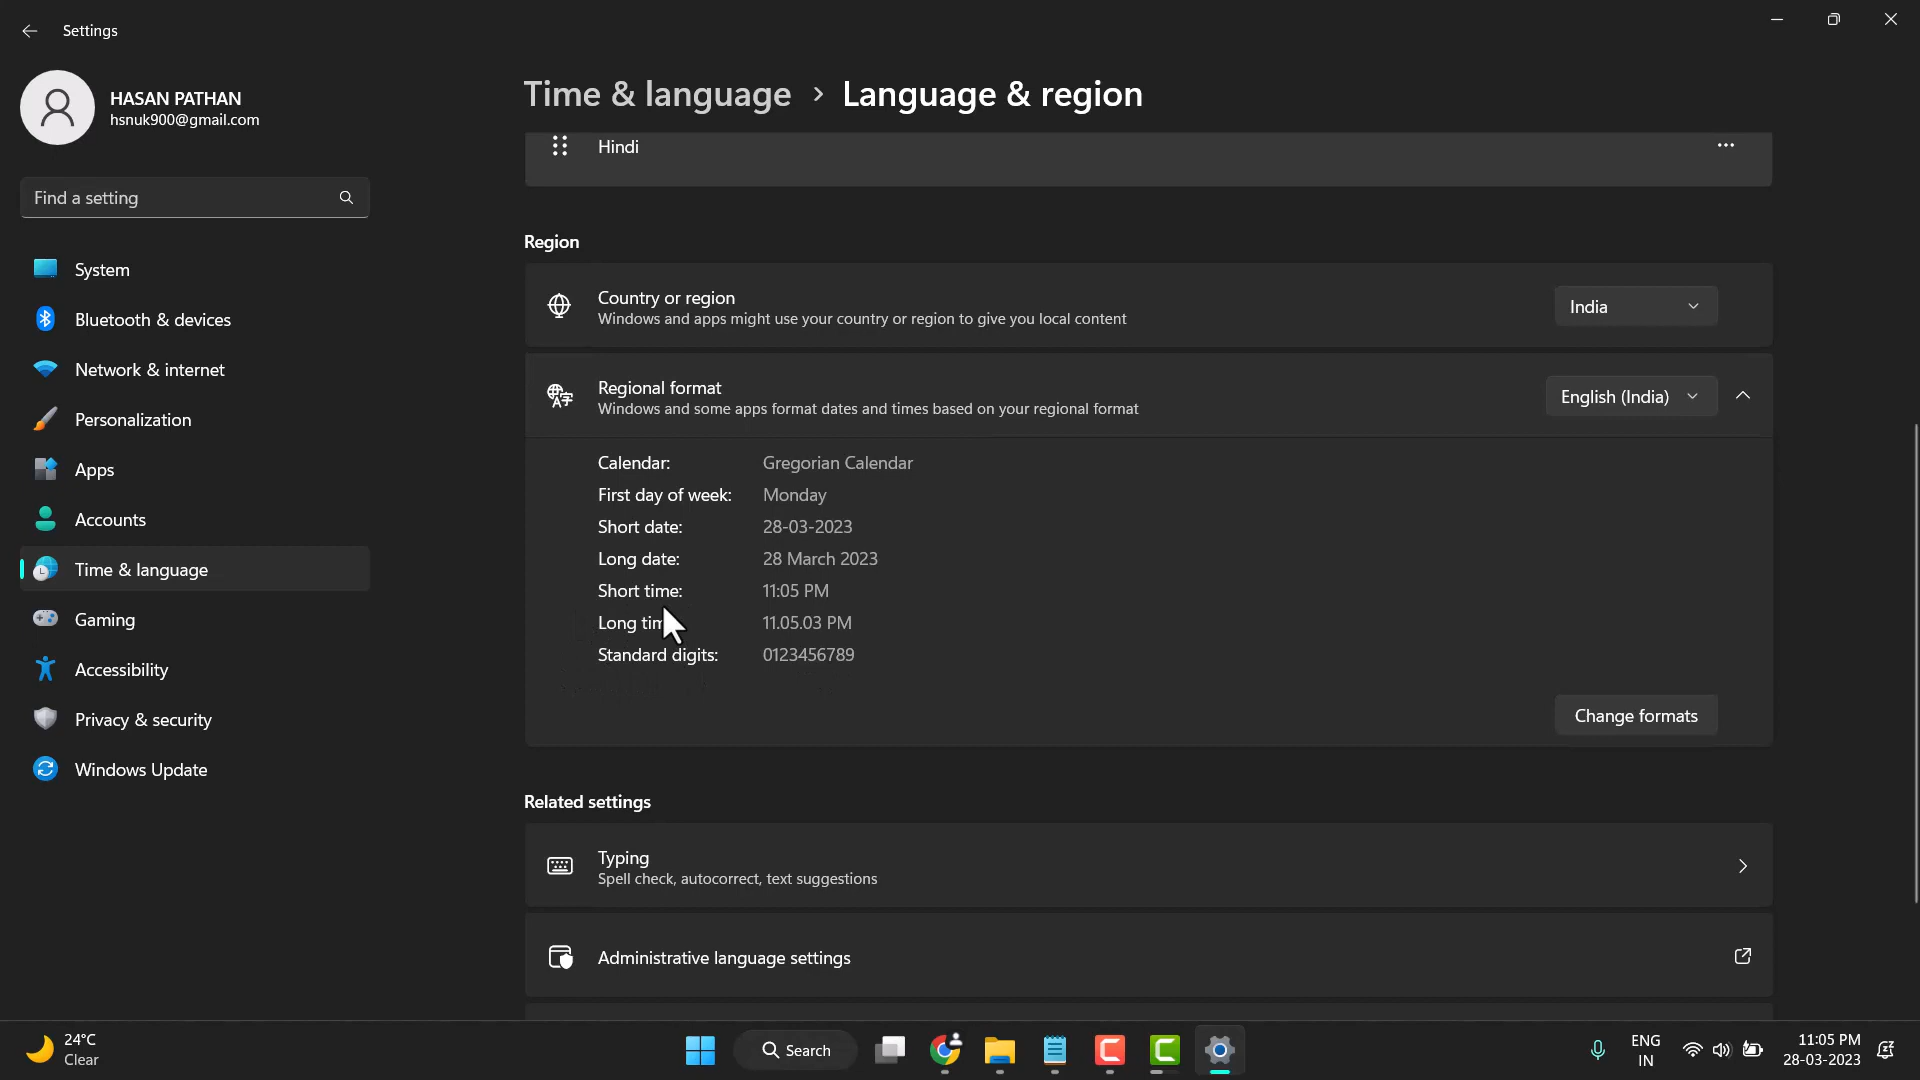 Settings
HASAN PATHAN
hsnuk900@gmail.com
Find a setting
System
Bluetooth & devices
Network & internet
Personalization
Apps
Accounts
Time & language
Gaming
Accessibility
Privacy & security
Windows Update
Time & language > Language & region
Hindi
Region
Country or region
Windows and apps might use your country or region to give you local content
India
Regional format
Windows and some apps format dates and times based on your regional format
English (India)
Calendar: Gregorian Calendar
First day of week: Monday
Short date: 28-03-2023
Long date: 28 March 2023
Short time: 11:05 PM
Long tim 11.05.03 PM
Standard digits: 0123456789
Change formats
Related settings
Typing
Spell check, autocorrect, text suggestions
Administrative language settings
24°C
Clear
Search
ENG
IN
11:05 PM
28-03-2023